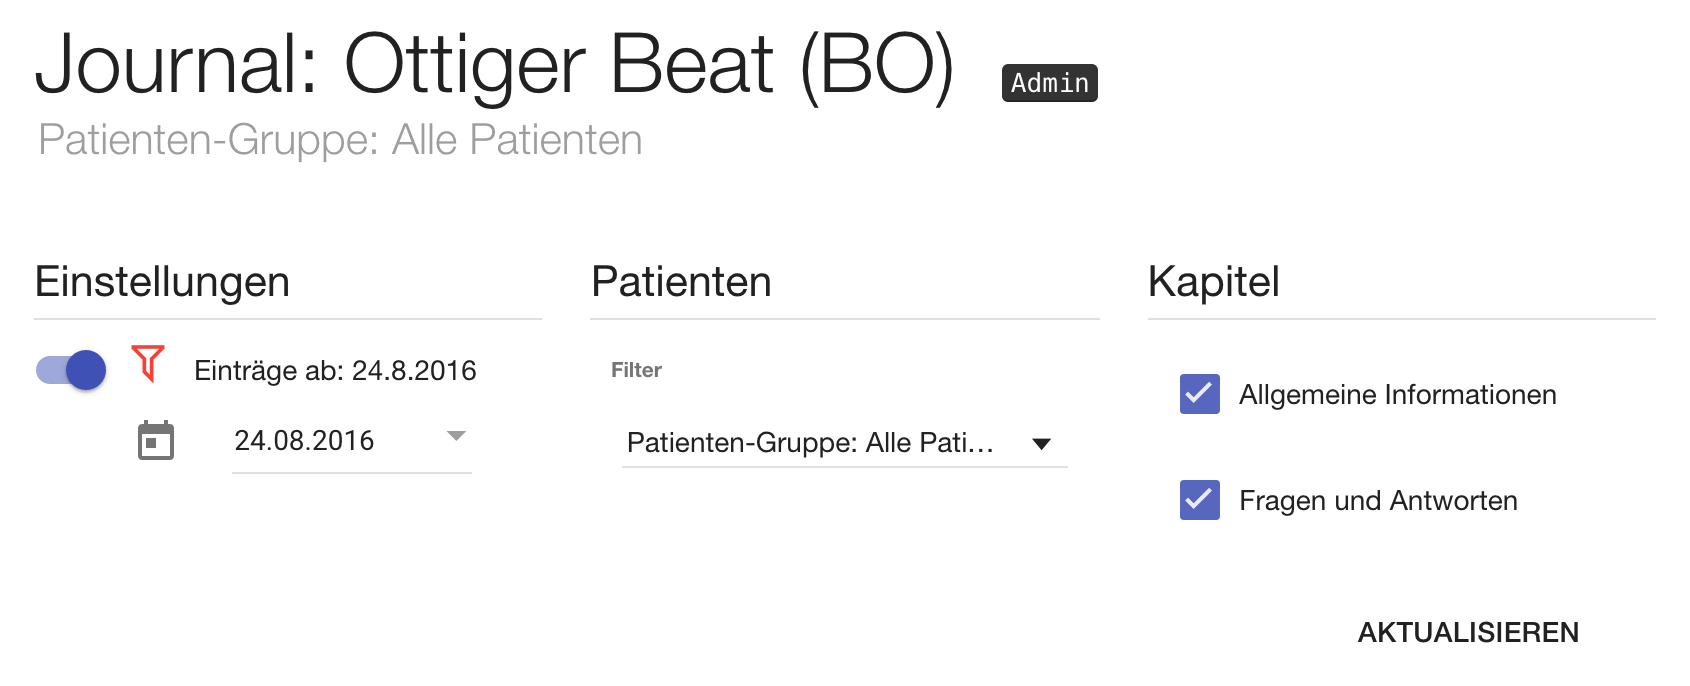 Journal: Ottiger Beat (BO) Admin
Patienten-Gruppe: Alle Patienten
Einstellungen
Einträge ab: 24.8.2016
24.08.2016
Patienten
Filter
Patienten-Gruppe: Alle Pati...
Kapitel
Allgemeine Informationen
Fragen und Antworten
AKTUALISIEREN